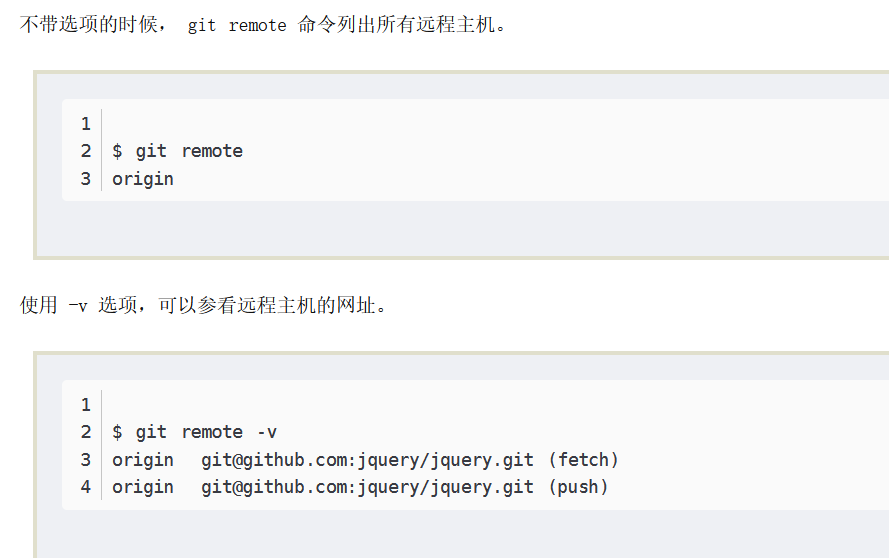 不带选项的时候， git remote 命令列出所有远程主机。
1
2 $ git remote
3 origin
使用 -v 选项，可以参看远程主机的网址。
1
2 $ git remote -v
3 origin  git@github.com:jquery/jquery.git (fetch)
4 origin  git@github.com:jquery/jquery.git (push)